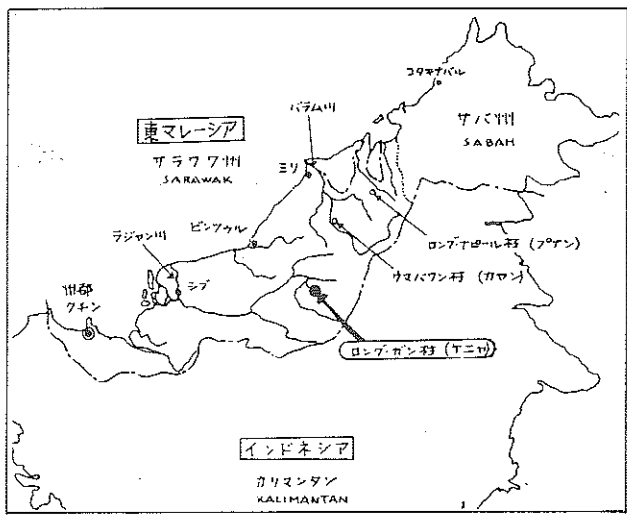 コタキナバル
バラム川
サバ州
SABAH
東マレーシア
サラワク州
SARAWAK
ミリ
ビンツゥル
ロング・ナピール村 (プナン)
ラジャン川
ウマバワン村 (カヤン)
シブ
州都
クチン
ロング・ガン村 (ケニヤ)
インドネシア
カリマンタン
KALIMANTAN